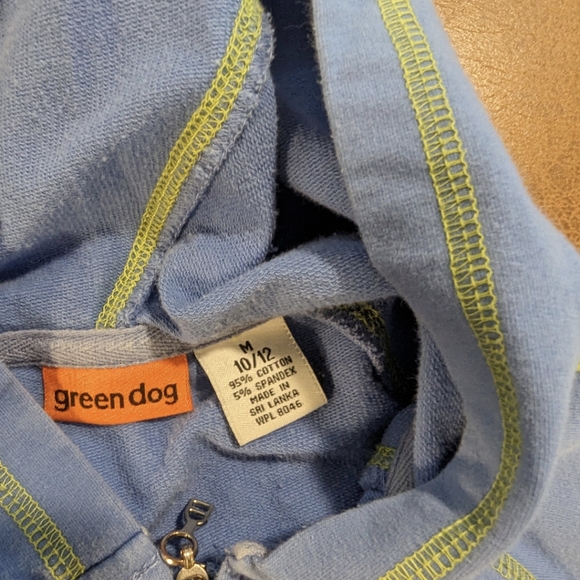 green dog
M
10/12
95% COTTON
5% SPANDEX
MADE IN
SRI LANKA
WPL 8046